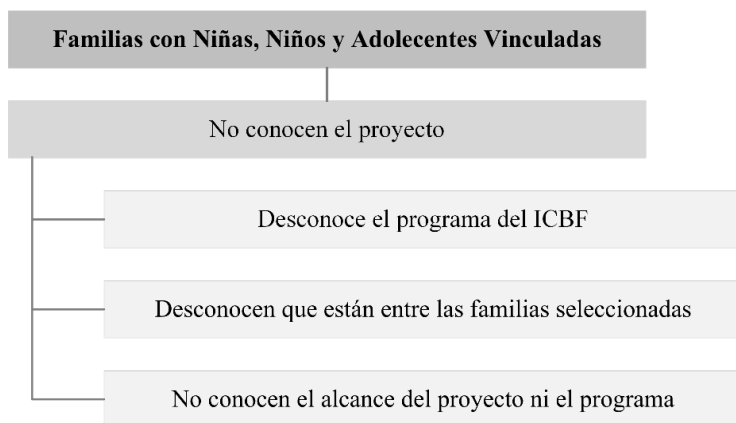 Familias con Niñas, Niños y Adolecentes Vinculadas
No conocen el proyecto
Desconoce el programa del ICBF
Desconocen que están entre las familias seleccionadas
No conocen el alcance del proyecto ni el programa